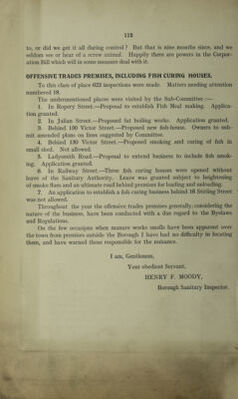 112
to, or did we get it all during control? But that is nine months since, and we
seldom see or hear of a screw animal. Happily there are powers in the Corpor-
ation Bill which will in some measure deal with it.
OFFENSIVE TRADES PREMISES, INCLUDING FISH CURING HOUSES.
To this class of place 623 inspections were made. Matters needing attention
numbered 18.
The undermentioned places were visited by the Sub-Committee :—
1. In Ropery Street.—Proposal to establish Fish Meal making. Applica-
tion granted.
2. In Julian Street.—Proposed fat boiling works. Application granted.
3. Behind 190 Victor Street.—Proposed new fish-house. Owners to sub-
mit amended plans on lines suggested by Committee.
4. Behind 130 Victor Street.—Proposed smoking and curing of fish in
small shed. Not allowed.
5. Ladysmith Road.—Proposal to extend business to include fish smok-
ing. Application granted.
6. In Railway Street.—Three fish curing houses were opened without
leave of the Sanitary Authority. Leave was granted subject to heightening
of smoke flues and an ultimate road behind premises for loading and unloading.
7. An application to establish a fish curing business behind 16 Stirling Street
was not allowed.
Throughout the year the offensive trades premises generally, considering the
nature of the business, have been conducted with a due regard to the Byelaws
and Regulations.
On the few occasions when manure works smells have been apparent over
the town from premises outside the Borough I have had no difficulty in locating
them, and have warned those responsible for the nuisance.
I am, Gentlemen,
Your obedient Servant,
HENRY F. MOODY,
Borough Sanitary Inspector.